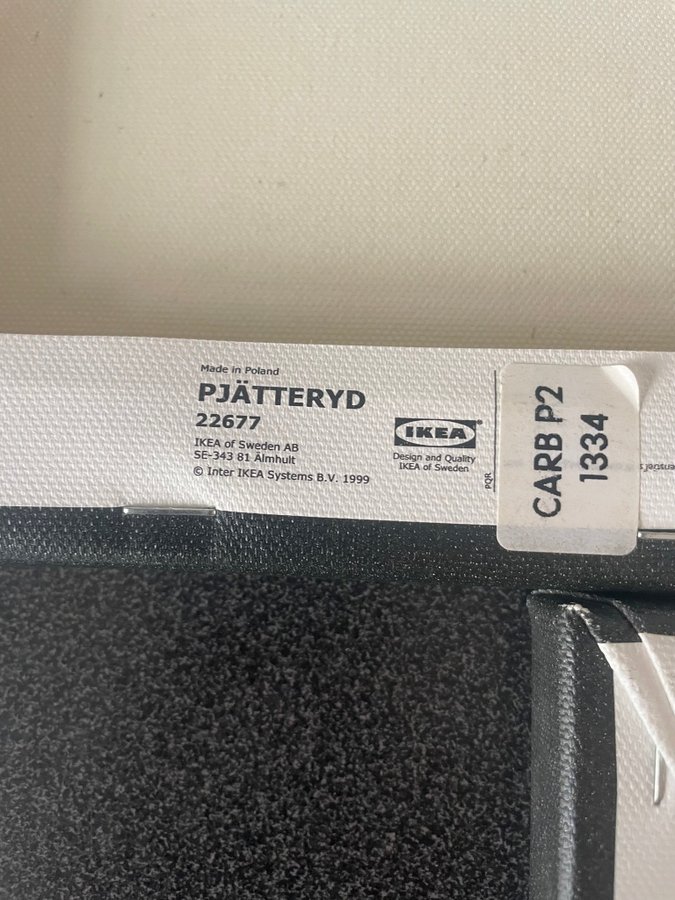 Made in Poland
PJÄTTERYD
22677
IKEA of Sweden AB
SE-343 81 Älmhult
© Inter IKEA Systems B.V. 1999
IKEA®
Design and Quality
IKEA of Sweden
PQR
CARB P2
1334